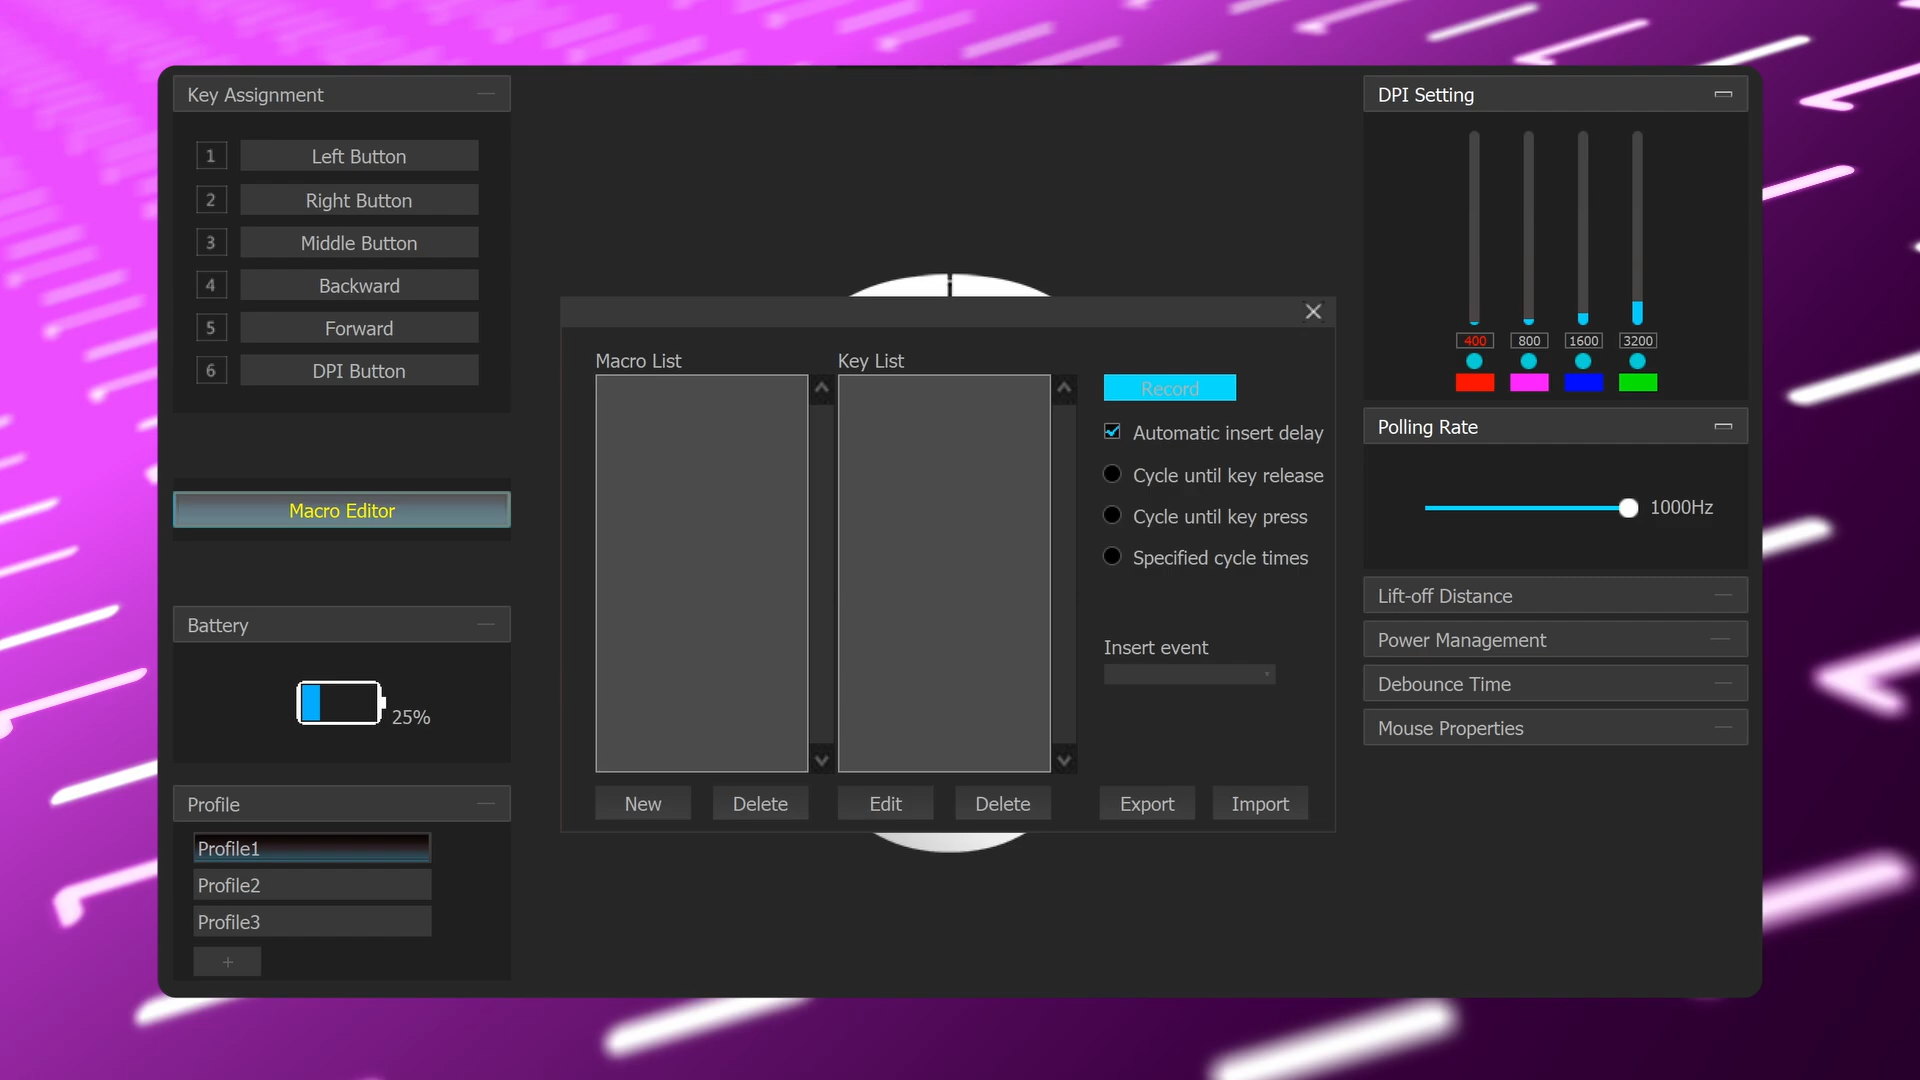 Key Assignment
1 Left Button
2 Right Button
3 Middle Button
4 Backward
5 Forward
6 DPI Button
Macro Editor
Battery
25%
Profile
Profile1
Profile2
Profile3
+
Macro List
Key List
Record
Automatic insert delay
Cycle until key release
Cycle until key press
Specified cycle times
Insert event
New
Delete
Edit
Delete
Export
Import
DPI Setting
400 800 1600 3200
Polling Rate
1000Hz
Lift-off Distance
Power Management
Debounce Time
Mouse Properties